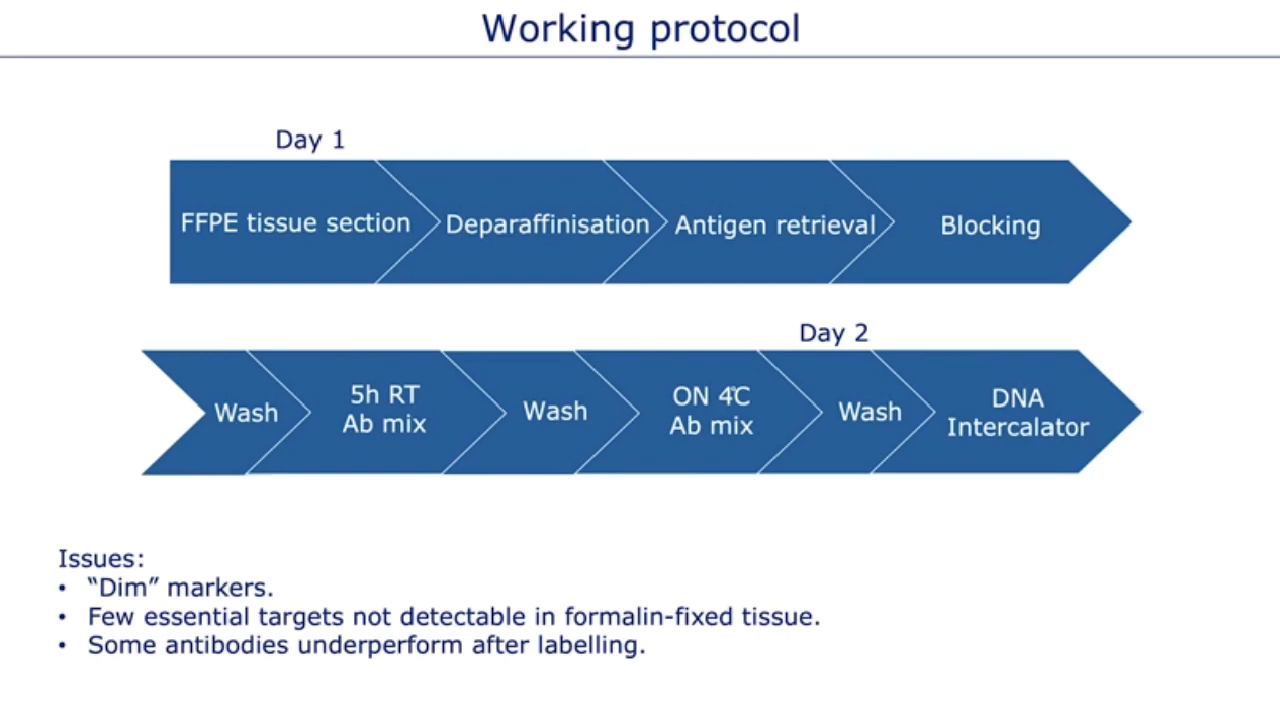 Working protocol
Day 1
FFPE tissue section
Deparaffinisation
Antigen retrieval
Blocking
Day 2
Wash
5h RT
Ab mix
Wash
ON 4°C
Ab mix
Wash
DNA
Intercalator
Issues:
• “Dim” markers.
• Few essential targets not detectable in formalin-fixed tissue.
• Some antibodies underperform after labelling.